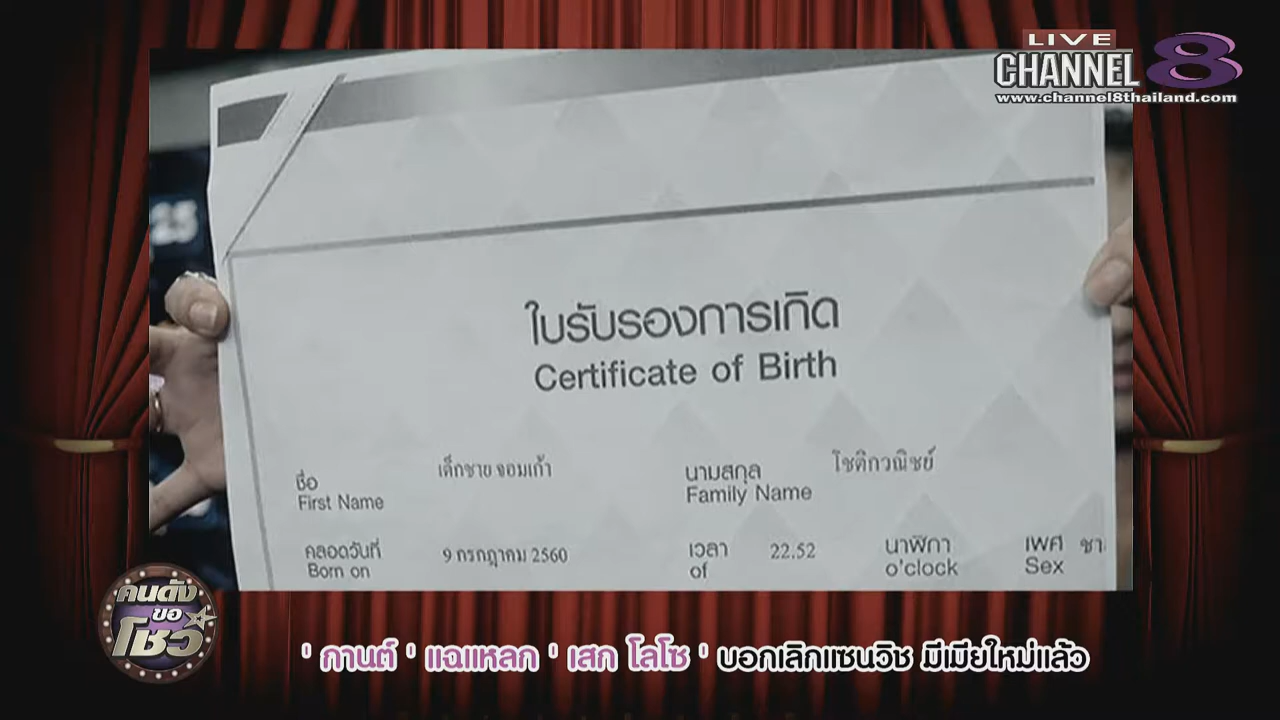 LIVE
CHANNEL 8
www.channel8thailand.com
23
ใบรับรองการเกิด
Certificate of Birth
ชื่อ เด็กชาย จอมเก้า นามสกุล โชติกวณิชย์
First Name Family Name
คลอดวันที่ 9 กรกฎาคม 2560 เวลา 22.52 นาฬิกา เพศ ชา
Born on of o'clock Sex
คนดัง
ขอ
โชว์
' กานต์ ' แฉแหลก ' เสก โลโซ ' บอกเลิกแซนวิช มีเมียใหม่แล้ว